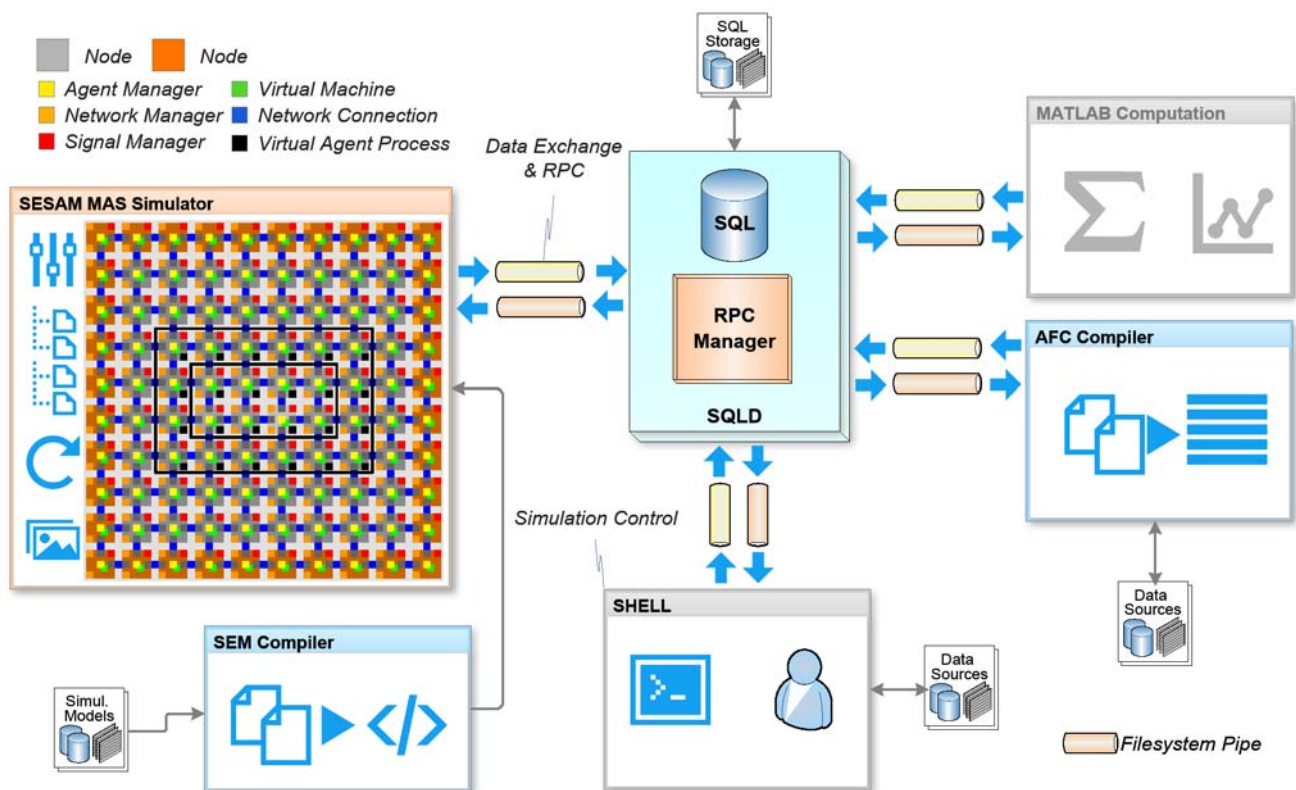 SQL
Storage
Node
Node
Agent Manager
Virtual Machine
Network Manager
Network Connection
Signal Manager
Virtual Agent Process
Data Exchange
& RPC
MATLAB Computation
SESAM MAS Simulator
SQL
RPC
Manager
SQLD
AFC Compiler
Simulation Control
SHELL
Data
Sources
SEM Compiler
Simul.
Models
Data
Sources
Filesystem Pipe